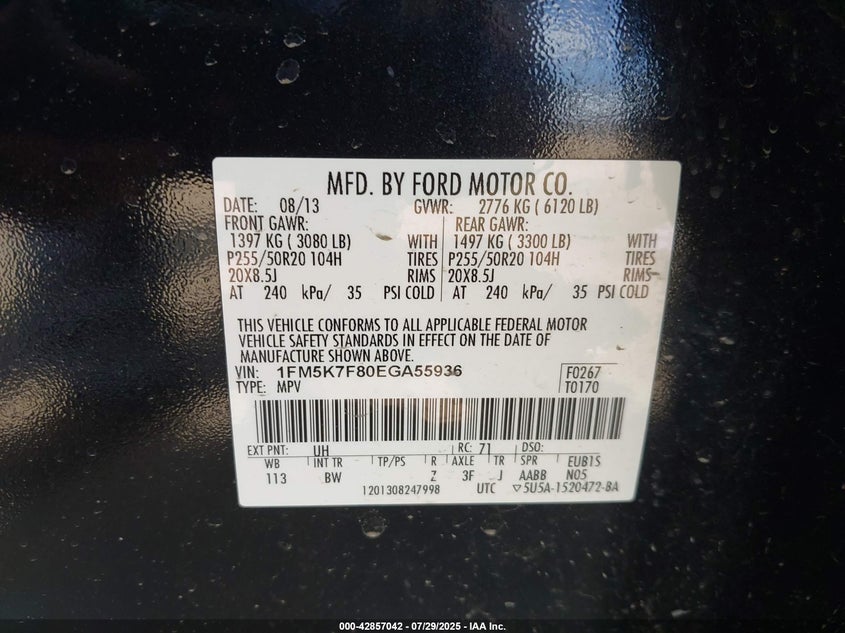 MFD. BY FORD MOTOR CO.
DATE: 08/13 GVWR: 2776 KG ( 6120 LB)
FRONT GAWR: REAR GAWR:
1397 KG ( 3080 LB) WITH 1497 KG ( 3300 LB) WITH
P255/50R20 104H TIRES P255/50R20 104H TIRES
20X8.5J RIMS 20X8.5J RIMS
AT 240 kPa/ 35 PSI COLD AT 240 kPa/ 35 PSI COLD
THIS VEHICLE CONFORMS TO ALL APPLICABLE FEDERAL MOTOR
VEHICLE SAFETY STANDARDS IN EFFECT ON THE DATE OF
MANUFACTURE SHOWN ABOVE.
VIN: 1FM5K7F80EGA55936 F0267
TYPE: MPV T0170
EXT PNT: UH RC: 71 DSO:
WB INT TR TP/PS R AXLE TR SPR EUB1S
113 BW Z 3F J AABB N05
1201308247998 UTC ▽5U5A-1520472-BA
000-42857042 / 07/29/2025 - IAA Inc.